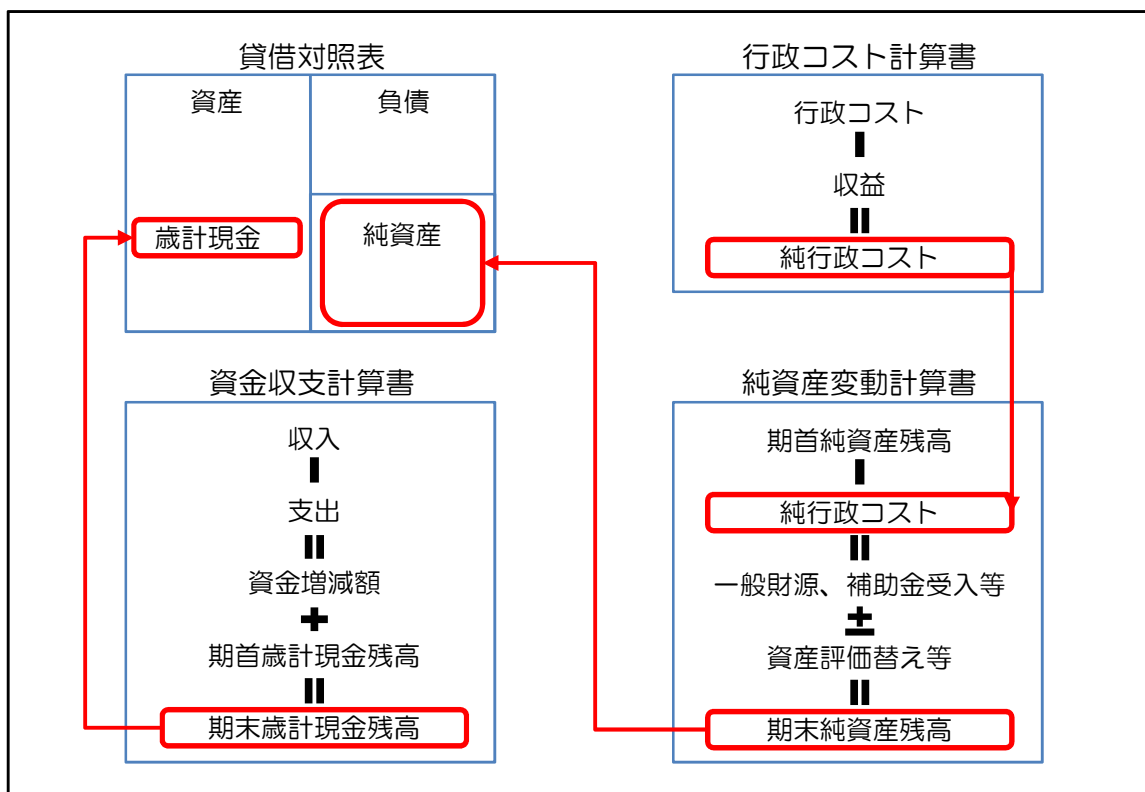 貸借対照表
資産
負債
歳計現金
純資産
行政コスト計算書
行政コスト
－
収益
＝
純行政コスト
資金収支計算書
収入
－
支出
＝
資金増減額
＋
期首歳計現金残高
＝
期末歳計現金残高
純資産変動計算書
期首純資産残高
－
純行政コスト
＝
一般財源、補助金受入等
±
資産評価替え等
＝
期末純資産残高